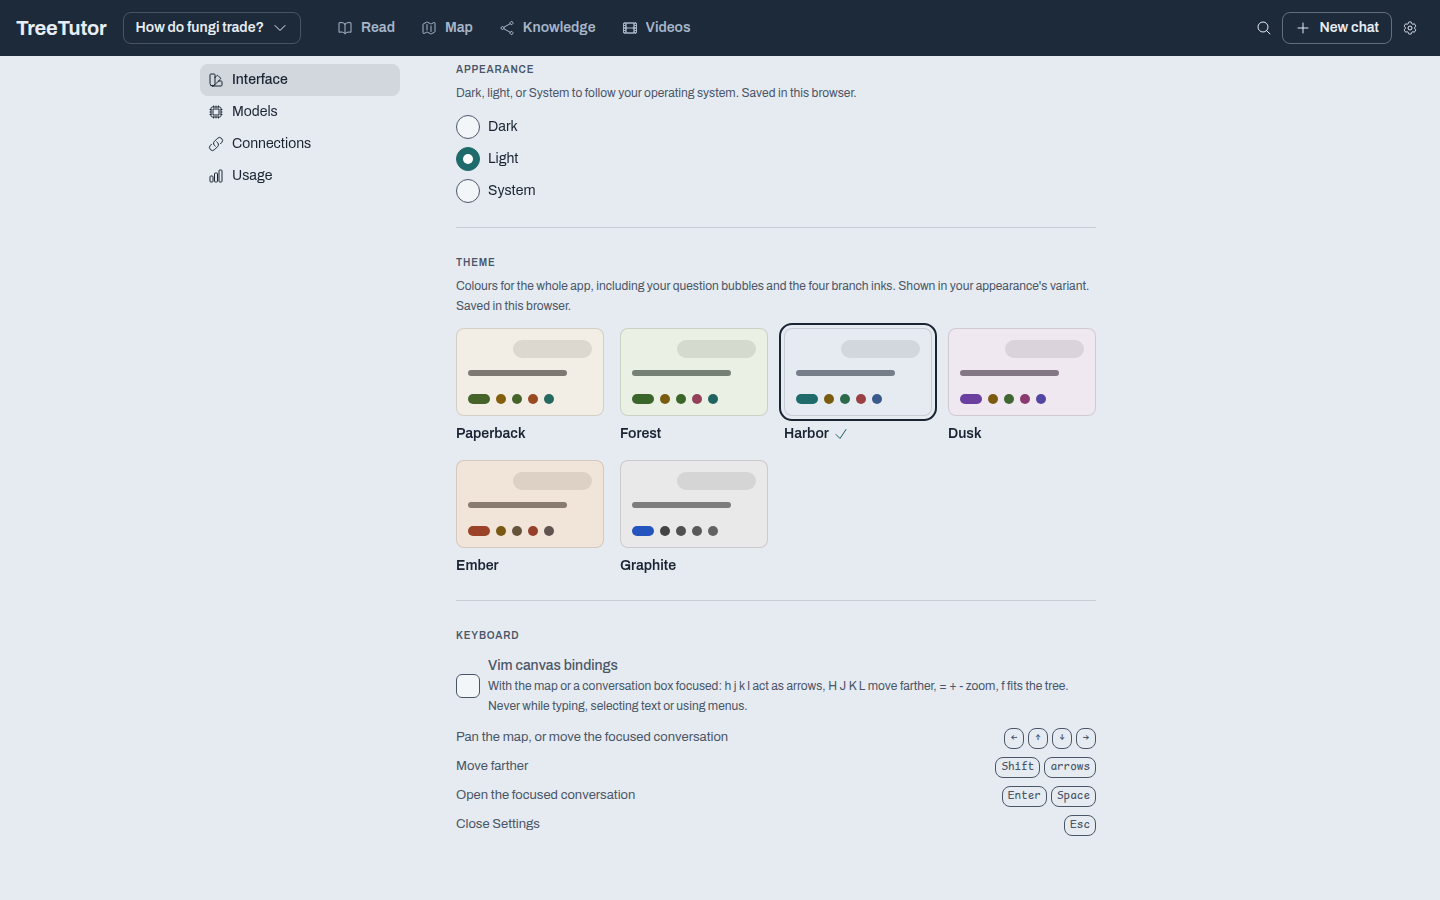 TreeTutor
How do fungi trade?
Read
Map
Knowledge
Videos
New chat
Interface
Models
Connections
Usage
APPEARANCE
Dark, light, or System to follow your operating system. Saved in this browser.
Dark
Light
System
THEME
Colours for the whole app, including your question bubbles and the four branch inks. Shown in your appearance's variant.
Saved in this browser.
Paperback
Forest
Harbor
Dusk
Ember
Graphite
KEYBOARD
Vim canvas bindings
With the map or a conversation box focused: h j k l act as arrows, H J K L move farther, = + - zoom, f fits the tree.
Never while typing, selecting text or using menus.
Pan the map, or move the focused conversation ← ↑ ↓ →
Move farther Shift arrows
Open the focused conversation Enter Space
Close Settings Esc